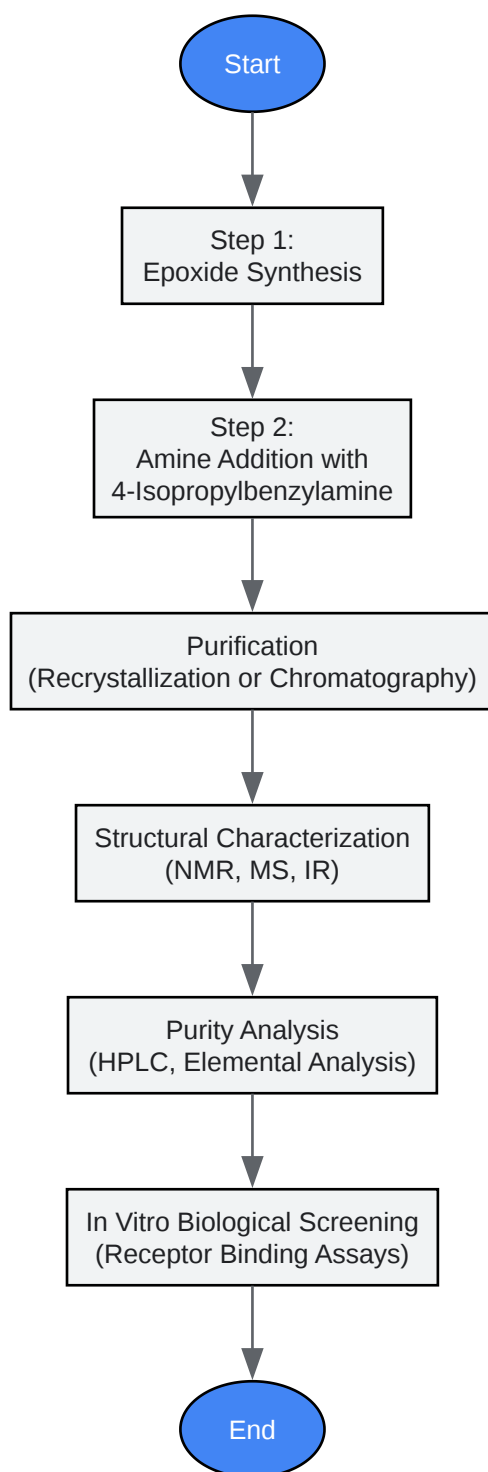 Start
Step 1:
Epoxide Synthesis
Step 2:
Amine Addition with
4-Isopropylbenzylamine
Purification
(Recrystallization or Chromatography)
Structural Characterization
(NMR, MS, IR)
Purity Analysis
(HPLC, Elemental Analysis)
In Vitro Biological Screening
(Receptor Binding Assays)
End